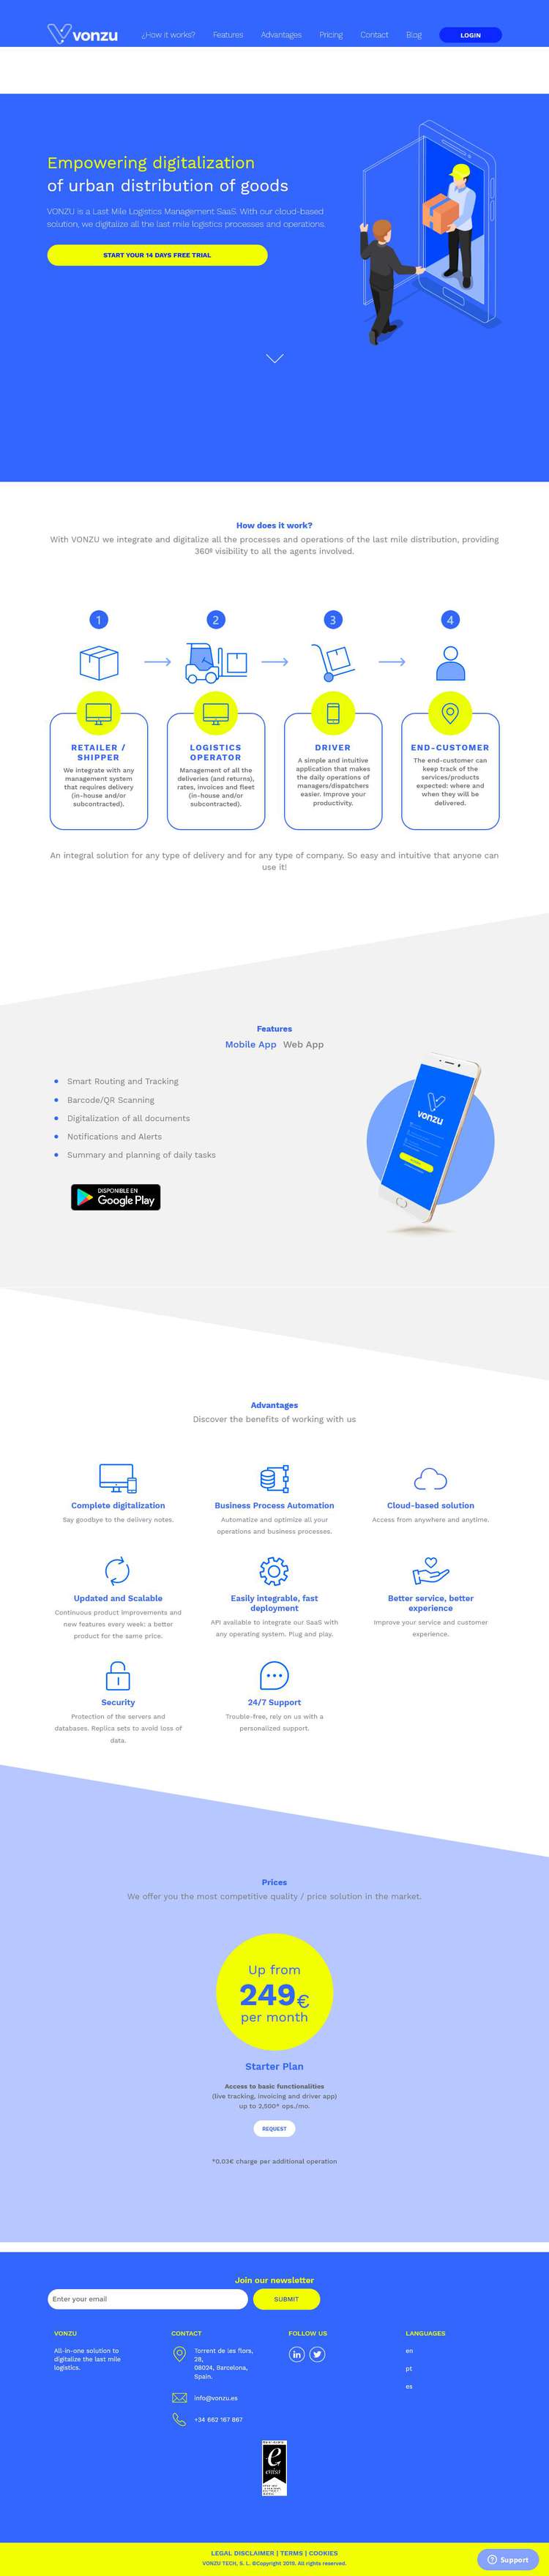 vonzu
¿How it works?
Features
Advantages
Pricing
Contact
Blog
LOGIN
Empowering digitalization
of urban distribution of goods
VONZU is a Last Mile Logistics Management SaaS. With our cloud-based
solution, we digitalize all the last mile logistics processes and operations.
START YOUR 14 DAYS FREE TRIAL
How does it work?
With VONZU we integrate and digitalize all the processes and operations of the last mile distribution, providing
360º visibility to all the agents involved.
1
2
3
4
RETAILER /
SHIPPER
We integrate with any
management system
that requires delivery
(in-house and/or
subcontracted).
LOGISTICS
OPERATOR
Management of all the
deliveries (and returns),
rates, invoices and fleet
(in-house and/or
subcontracted).
DRIVER
A simple and intuitive
application that makes
the daily operations of
managers/dispatchers
easier. Improve your
productivity.
END-CUSTOMER
The end-customer can
keep track of the
services/products
expected: where and
when they will be
delivered.
An integral solution for any type of delivery and for any type of company. So easy and intuitive that anyone can
use it!
Features
Mobile App Web App
Smart Routing and Tracking
Barcode/QR Scanning
Digitalization of all documents
Notifications and Alerts
Summary and planning of daily tasks
DISPONIBLE EN
Google Play
vonzu
Advantages
Discover the benefits of working with us
Complete digitalization
Say goodbye to the delivery notes.
Business Process Automation
Automatize and optimize all your
operations and business processes.
Cloud-based solution
Access from anywhere and anytime.
Updated and Scalable
Continuous product improvements and
new features every week: a better
product for the same price.
Easily integrable, fast
deployment
API available to integrate our SaaS with
any operating system. Plug and play.
Better service, better
experience
Improve your service and customer
experience.
Security
Protection of the servers and
databases. Replica sets to avoid loss of
data.
24/7 Support
Trouble-free, rely on us with a
personalized support.
Prices
We offer you the most competitive quality / price solution in the market.
Up from
249€
per month
Starter Plan
Access to basic functionalities
(live tracking, invoicing and driver app)
up to 2,500* ops./mo.
REQUEST
*0.03€ charge per additional operation
Join our newsletter
Enter your email
SUBMIT
VONZU
All-in-one solution to
digitalize the last mile
logistics.
CONTACT
Torrent de les flors,
28,
08024, Barcelona,
Spain.
info@vonzu.es
+34 662 167 867
FOLLOW US
LANGUAGES
en
pt
es
e
enisa
LEGAL DISCLAIMER | TERMS | COOKIES
VONZU TECH, S. L. ©Copyright 2019. All rights reserved.
Support